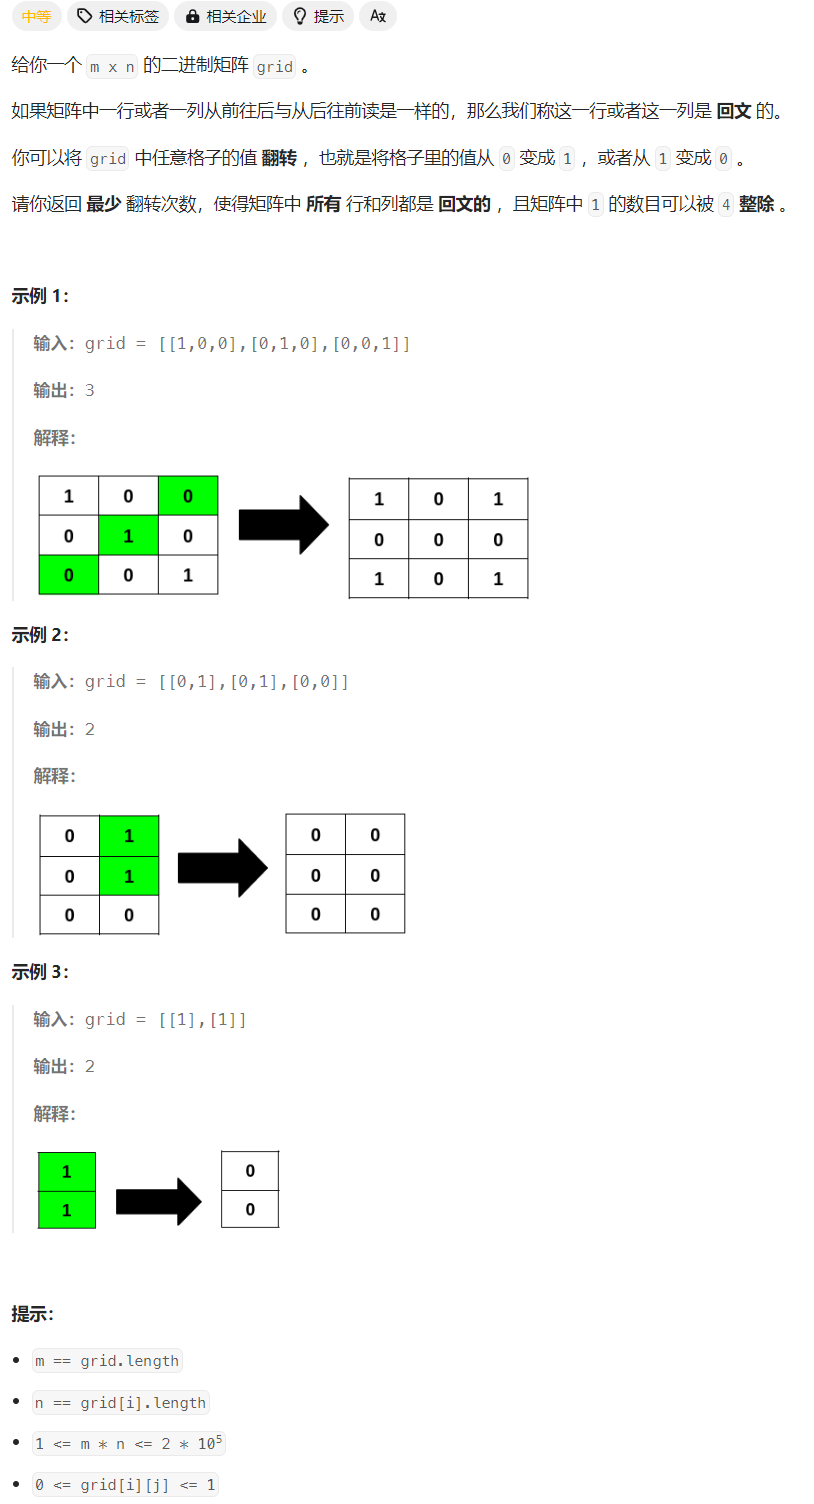 中等 相关标签 相关企业 提示 A文
给你一个 m x n 的二进制矩阵 grid 。
如果矩阵中一行或者一列从前往后与从后往前读是一样的，那么我们称这一行或者这一列是 回文 的。
你可以将 grid 中任意格子的值 翻转 ，也就是将格子里的值从 0 变成 1 ，或者从 1 变成 0 。
请你返回 最少 翻转次数，使得矩阵中 所有 行和列都是 回文的 ，且矩阵中 1 的数目可以被 4 整除 。
示例 1：
输入：grid = [[1,0,0],[0,1,0],[0,0,1]]
输出：3
解释：
1 0 0 1 0 1
0 1 0 0 0 0
0 0 1 1 0 1
示例 2：
输入：grid = [[0,1],[0,1],[0,0]]
输出：2
解释：
0 1 0 0
0 1 0 0
0 0 0 0
示例 3：
输入：grid = [[1],[1]]
输出：2
解释：
1 0
1 0
提示：
• m == grid.length
• n == grid[i].length
• 1 <= m * n <= 2 * 10⁵
• 0 <= grid[i][j] <= 1